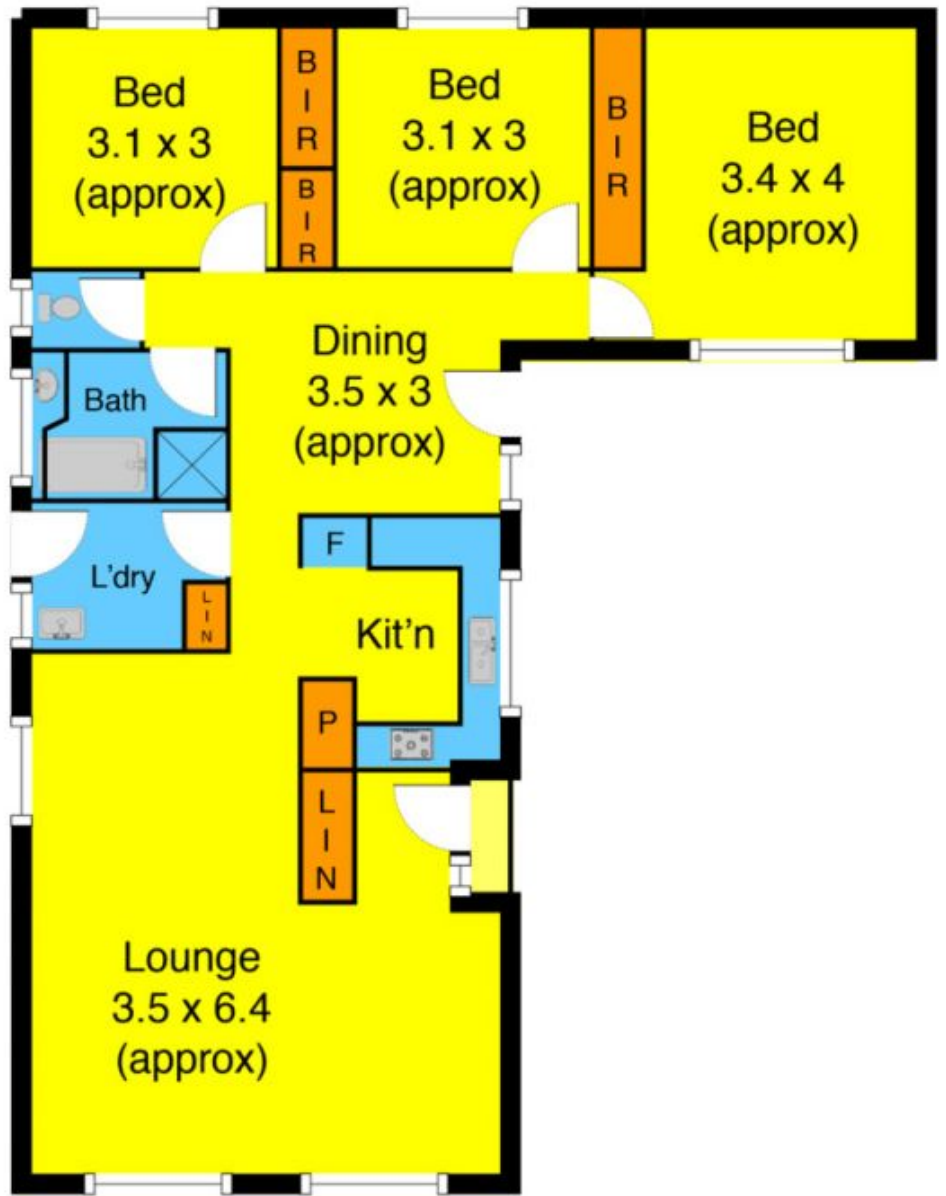 Bed
3.1 x 3
(approx)
B
I
R
B
I
R
Bed
3.1 x 3
(approx)
B
I
R
Bed
3.4 x 4
(approx)
Dining
3.5 x 3
(approx)
Bath
L'dry
L
I
N
F
Kit'n
P
L
I
N
Lounge
3.5 x 6.4
(approx)